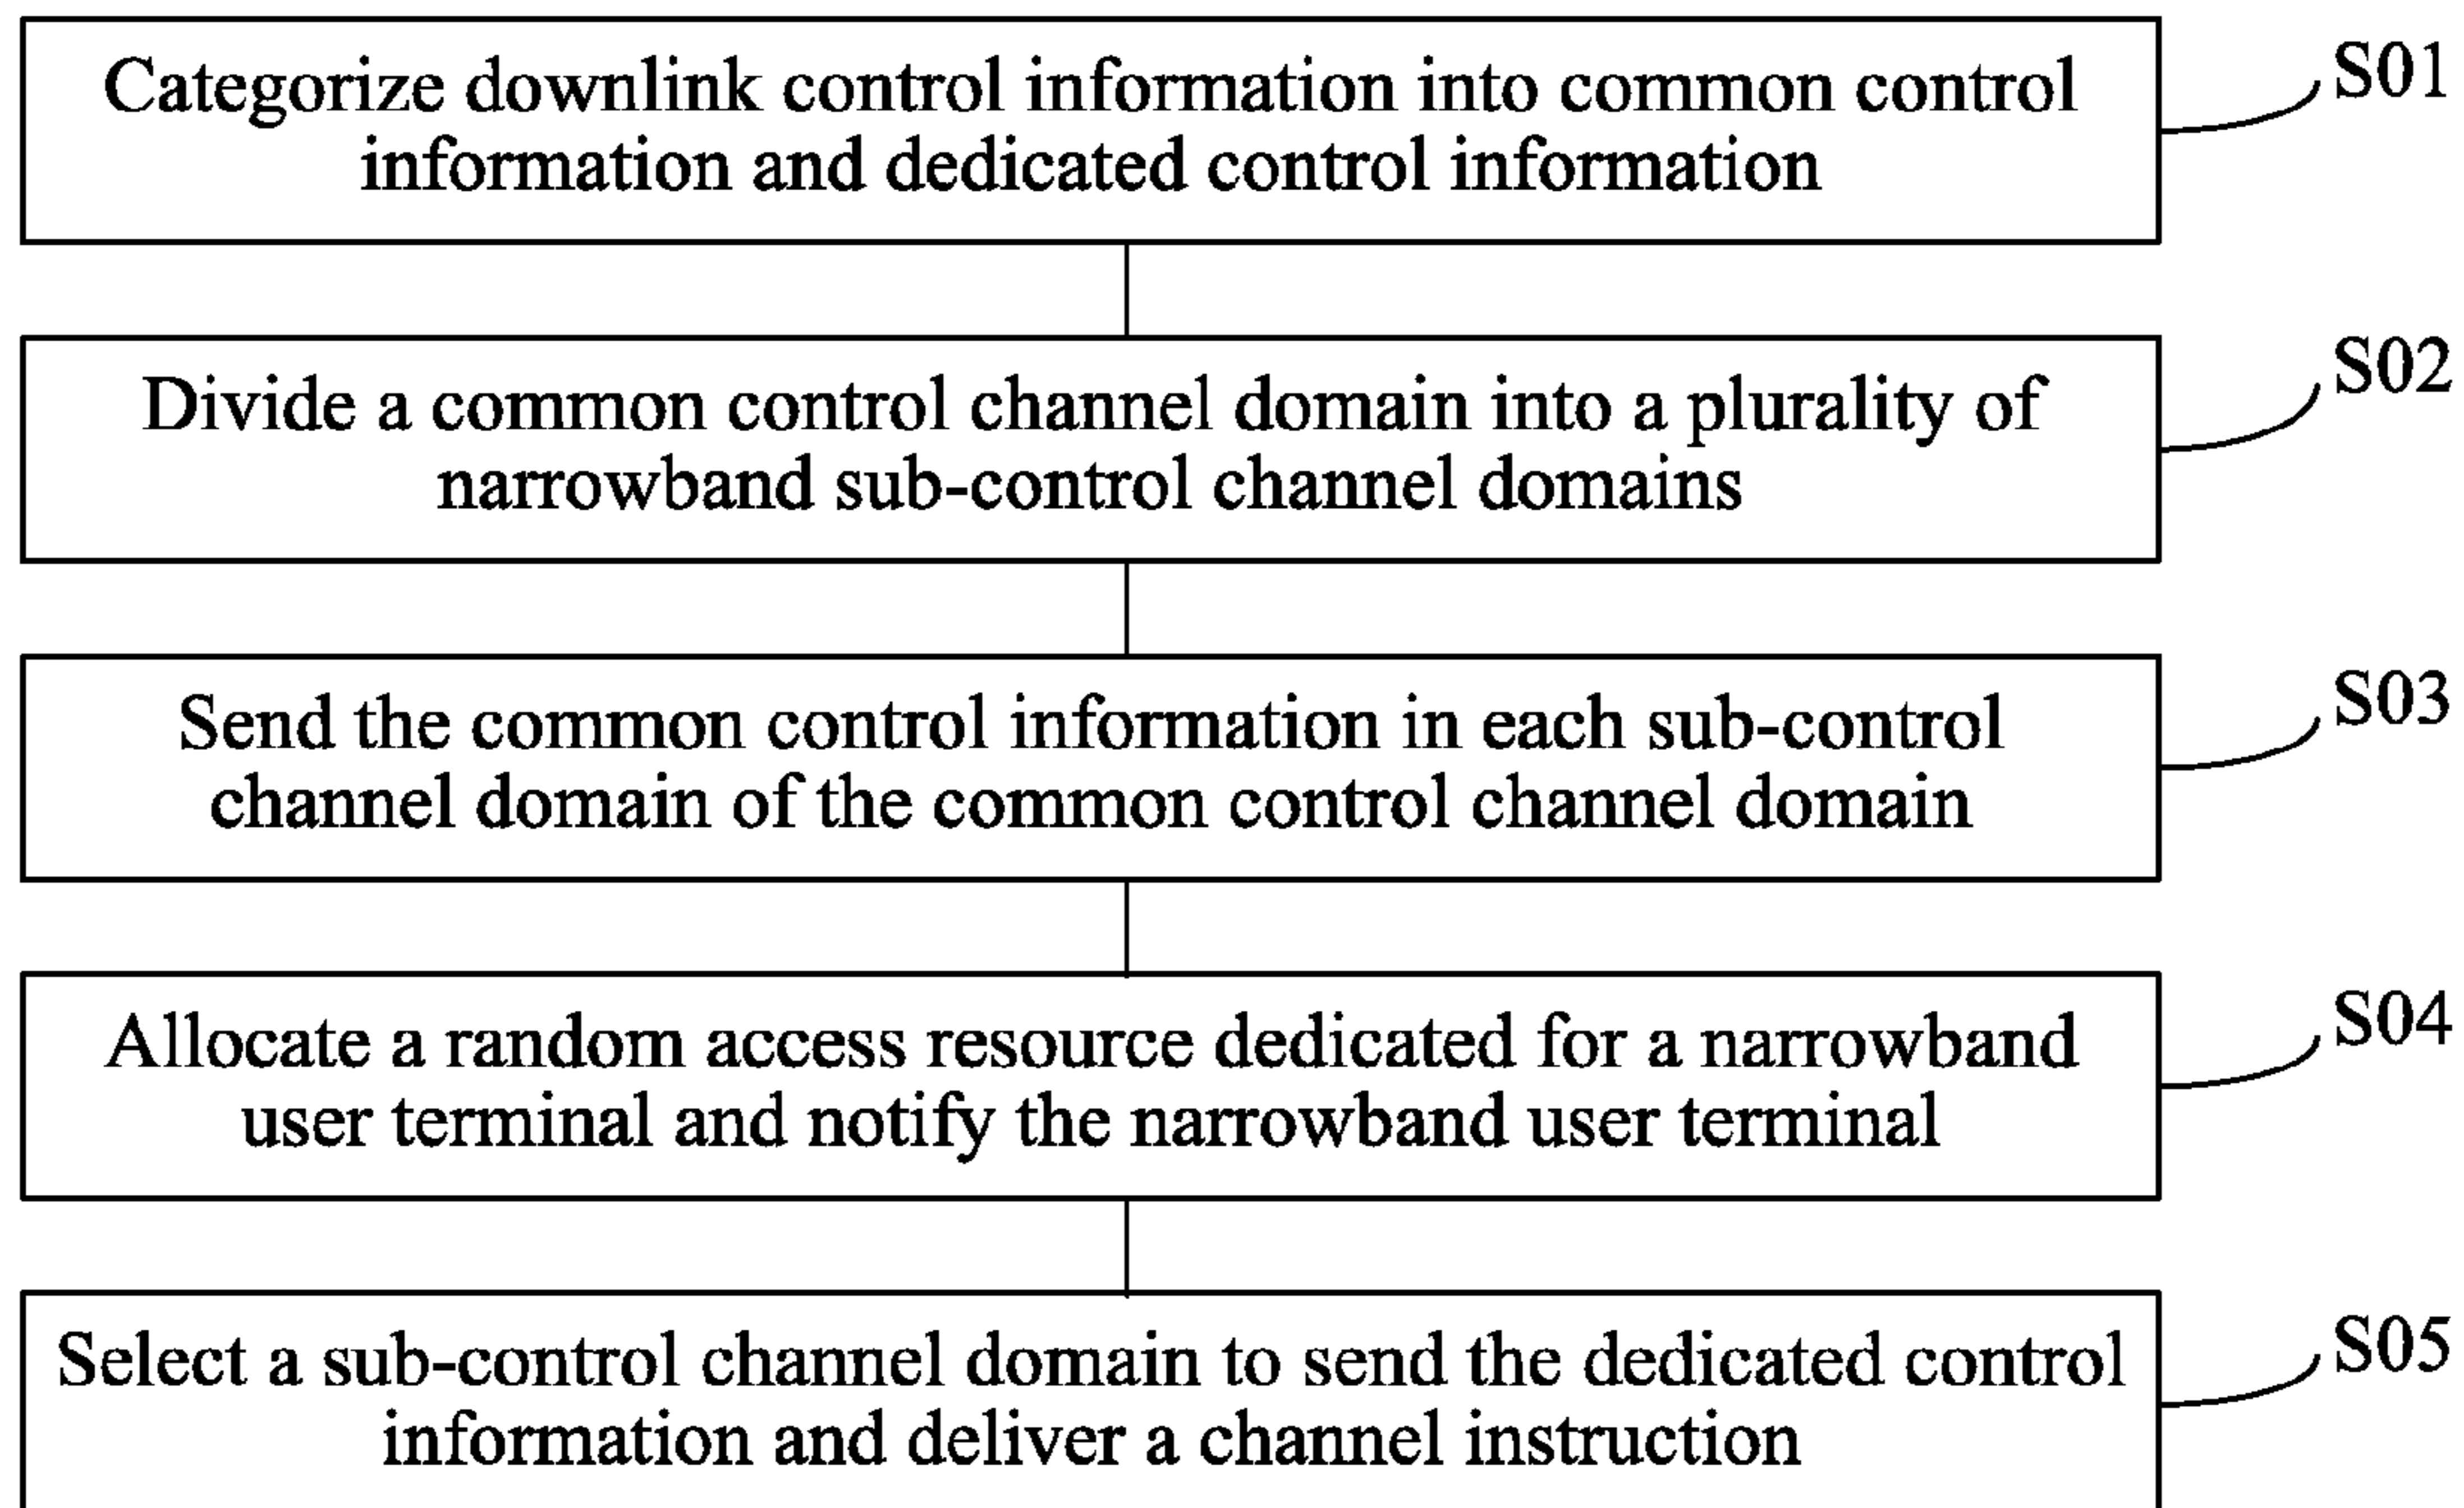 Categorize downlink control information into common control
information and dedicated control information
S01
Divide a common control channel domain into a plurality of
narrowband sub-control channel domains
S02
Send the common control information in each sub-control
channel domain of the common control channel domain
S03
Allocate a random access resource dedicated for a narrowband
user terminal and notify the narrowband user terminal
S04
Select a sub-control channel domain to send the dedicated control
information and deliver a channel instruction
S05